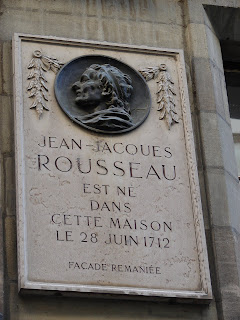 JEAN-JACQUES
ROUSSEAU
EST NÉ
DANS
CETTE MAISON
LE 28 JUIN 1712
FAÇADE REMANIÉE